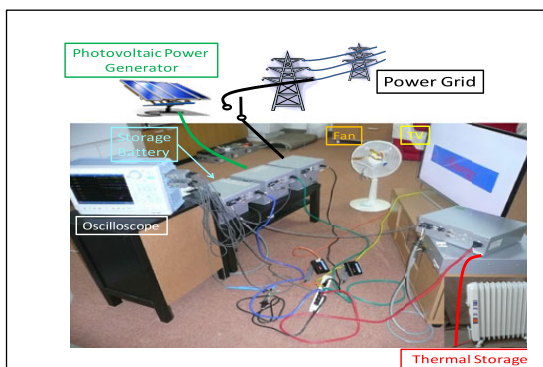 Photovoltaic Power
Generator
Power Grid
Storage
Battery
Fan
TV
Oscilloscope
Thermal Storage